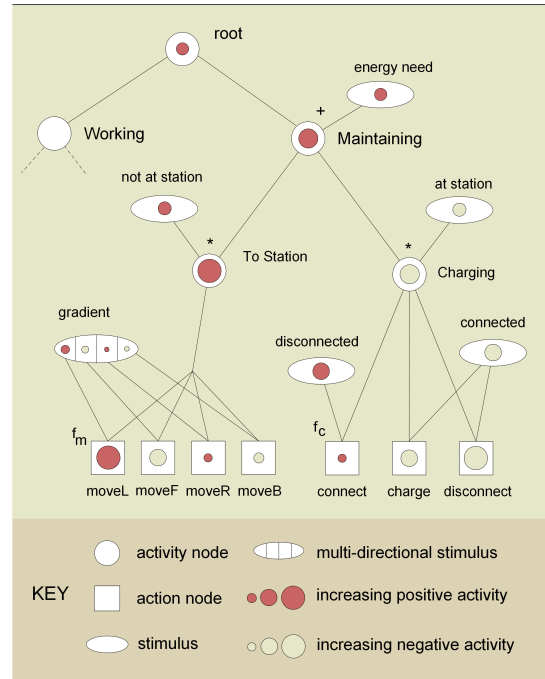 root
energy need
+
Working
Maintaining
not at station
at station
*
*
To Station
Charging
gradient
connected
disconnected
fm
fc
moveL moveF moveR moveB connect charge disconnect
activity node
multi-directional stimulus
KEY
action node
increasing positive activity
stimulus
increasing negative activity